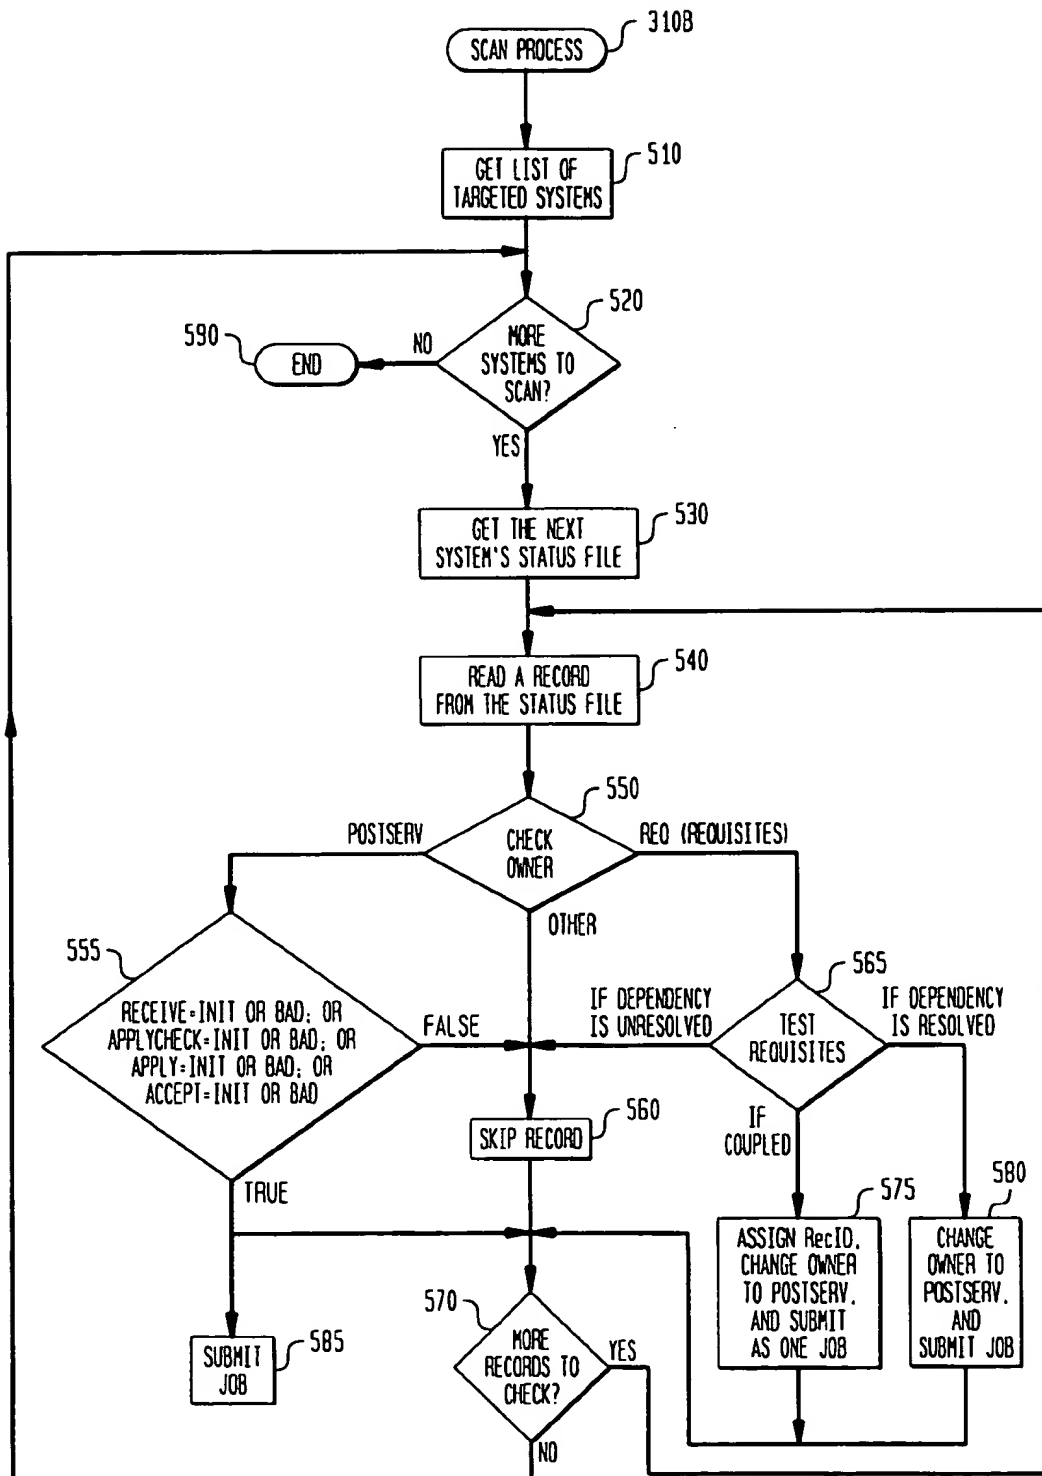 SCAN PROCESS
310B
GET LIST OF
TARGETED SYSTEMS
510
MORE
SYSTEMS TO
SCAN?
520
NO
END
590
YES
GET THE NEXT
SYSTEM'S STATUS FILE
530
READ A RECORD
FROM THE STATUS FILE
540
CHECK
OWNER
550
POSTSERV
REQ (REQUISITES)
OTHER
555
RECEIVE=INIT OR BAD; OR
APPLYCHECK=INIT OR BAD; OR
APPLY=INIT OR BAD; OR
ACCEPT=INIT OR BAD
FALSE
TRUE
IF DEPENDENCY
IS UNRESOLVED
TEST
REQUISITES
565
IF DEPENDENCY
IS RESOLVED
IF
COUPLED
SKIP RECORD
560
575
ASSIGN RecID,
CHANGE OWNER
TO POSTSERV,
AND SUBMIT
AS ONE JOB
580
CHANGE
OWNER TO
POSTSERV,
AND
SUBMIT JOB
SUBMIT
JOB
585
570
MORE
RECORDS TO
CHECK?
YES
NO